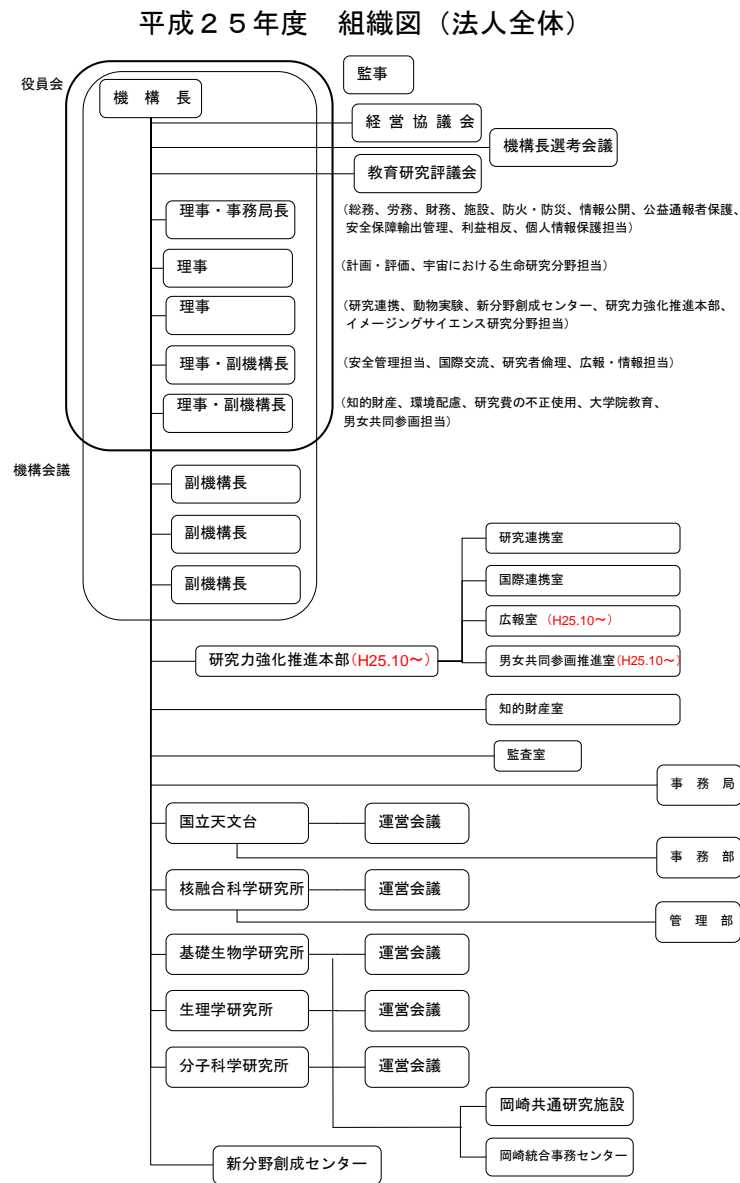 平成２５年度　組織図（法人全体）
役員会
監事
機　構　長
経 営 協 議 会
機構長選考会議
教育研究評議会
理事・事務局長
（総務、労務、財務、施設、防火・防災、情報公開、公益通報者保護、
安全保障輸出管理、利益相反、個人情報保護担当）
理事
（計画・評価、宇宙における生命研究分野担当）
理事
（研究連携、動物実験、新分野創成センター、研究力強化推進本部、
イメージングサイエンス研究分野担当）
理事・副機構長
（安全管理担当、国際交流、研究者倫理、広報・情報担当）
理事・副機構長
（知的財産、環境配慮、研究費の不正使用、大学院教育、
男女共同参画担当）
機構会議
副機構長
副機構長
副機構長
研究連携室
国際連携室
広報室（H25.10～）
研究力強化推進本部(H25.10～）
男女共同参画推進室(H25.10～）
知的財産室
監査室
事　務　局
国立天文台
運営会議
事　務　部
核融合科学研究所
運営会議
管　理　部
基礎生物学研究所
運営会議
生理学研究所
運営会議
分子科学研究所
運営会議
岡崎共通研究施設
岡崎統合事務センター
新分野創成センター